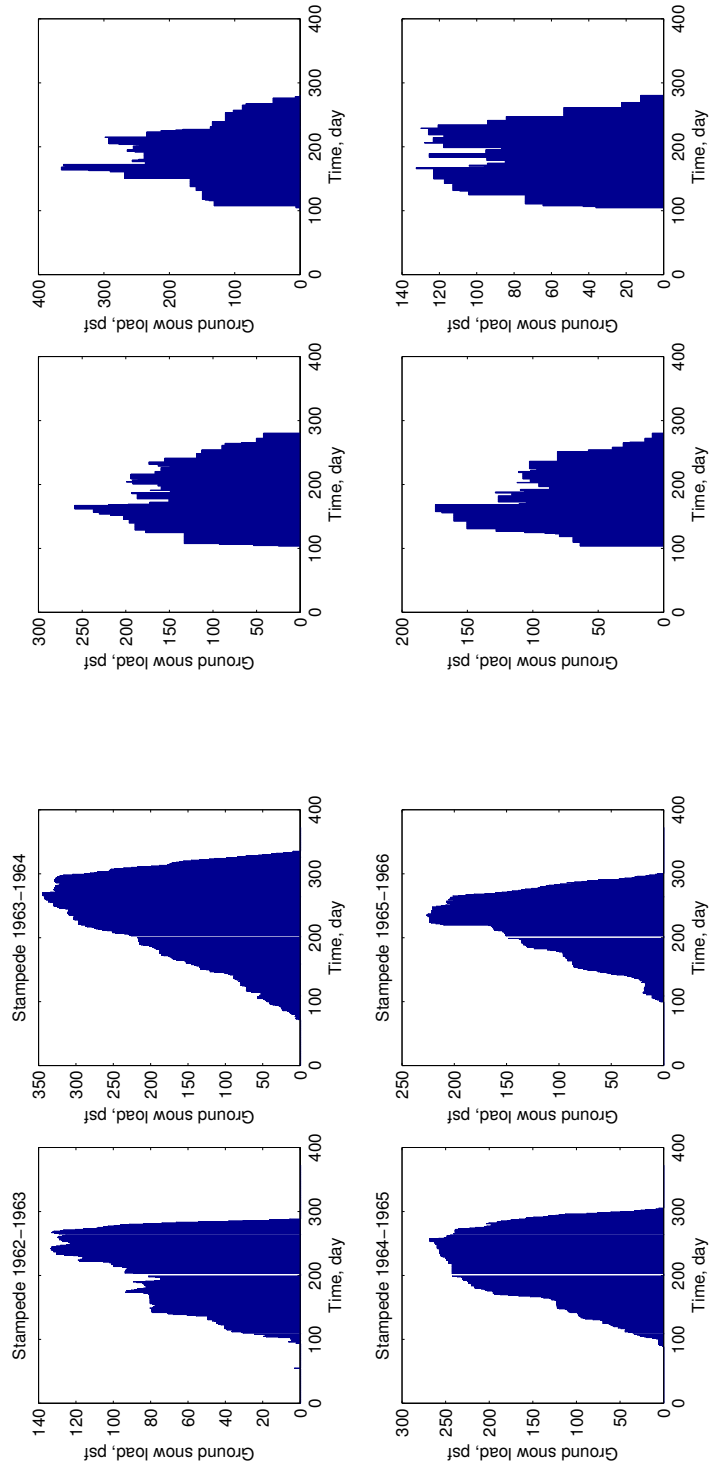 Stampede 1962−1963
Ground snow load, psf
140
120
100
80
60
40
20
0
0 100 200 300 400
Time, day
Stampede 1963−1964
Ground snow load, psf
350
300
250
200
150
100
50
0
0 100 200 300 400
Time, day
Stampede 1964−1965
Ground snow load, psf
300
250
200
150
100
50
0
0 100 200 300 400
Time, day
Stampede 1965−1966
Ground snow load, psf
250
200
150
100
50
0
0 100 200 300 400
Time, day
Ground snow load, psf
300
250
200
150
100
50
0
0 100 200 300 400
Time, day
Ground snow load, psf
400
300
200
100
0
0 100 200 300 400
Time, day
Ground snow load, psf
200
150
100
50
0
0 100 200 300 400
Time, day
Ground snow load, psf
140
120
100
80
60
40
20
0
0 100 200 300 400
Time, day